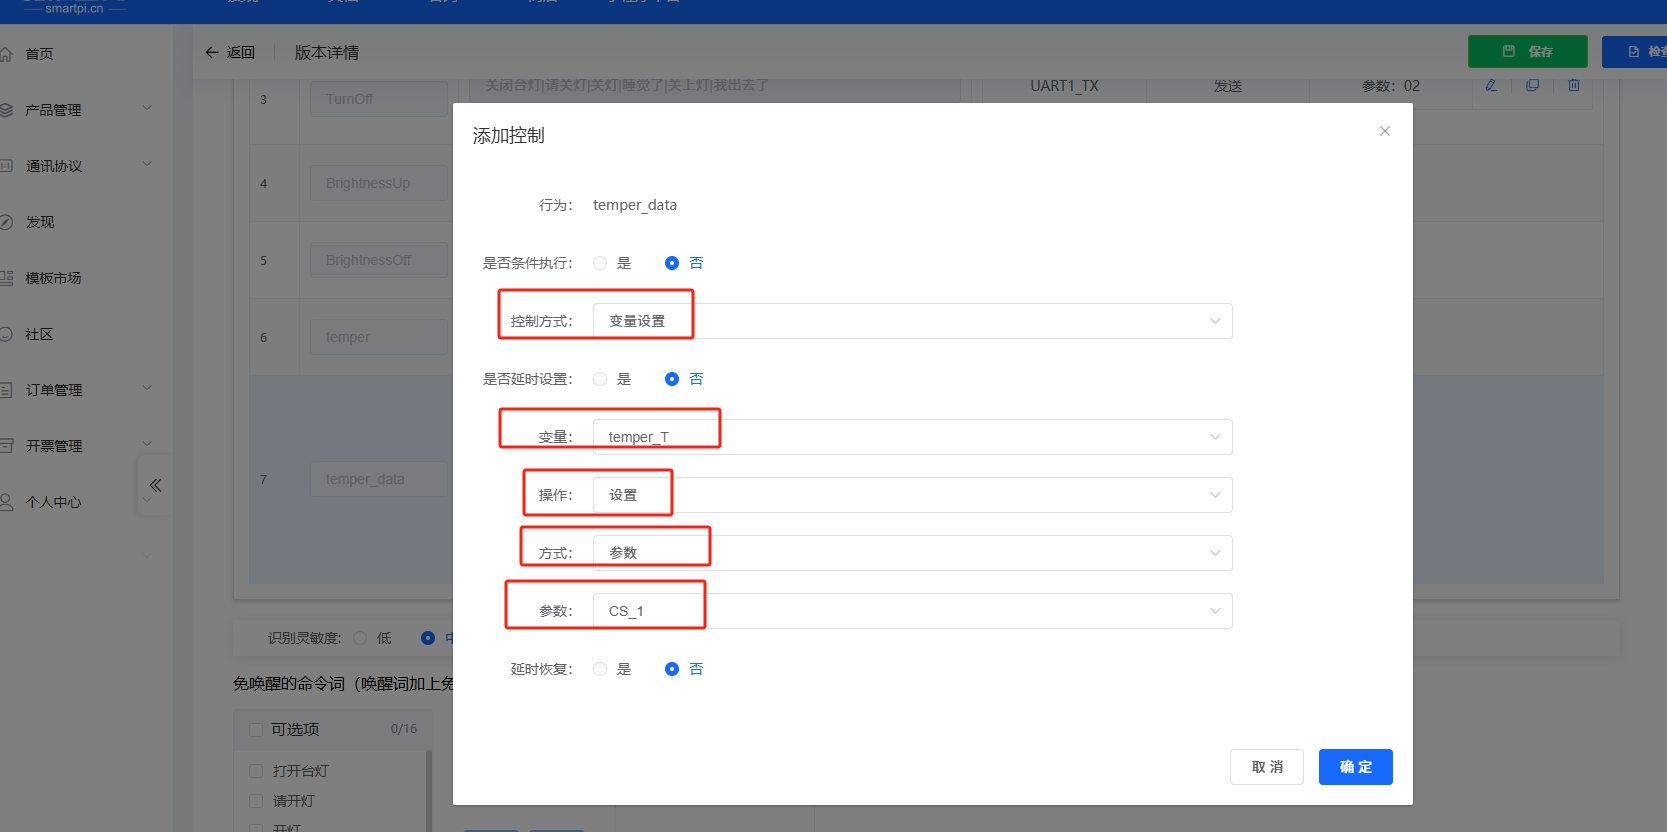 smartpi.cn
首页
产品管理
通讯协议
发现
模板市场
社区
订单管理
开票管理
个人中心
返回
版本详情
保存
检查
3
TurnOff
关闭台灯|请关灯|关灯|睡觉了|关上灯|我出去了
UART1_TX
发送
参数：02
4
BrightnessUp
5
BrightnessOff
6
temper
7
temper_data
添加控制
行为：
temper_data
是否条件执行：
是
否
控制方式：
变量设置
是否延时设置：
是
否
变量：
temper_T
操作：
设置
方式：
参数
参数：
CS_1
延时恢复：
是
否
取 消
确 定
识别灵敏度:
低
中
免唤醒的命令词（唤醒词加上免
可选项
0/16
打开台灯
请开灯
开灯